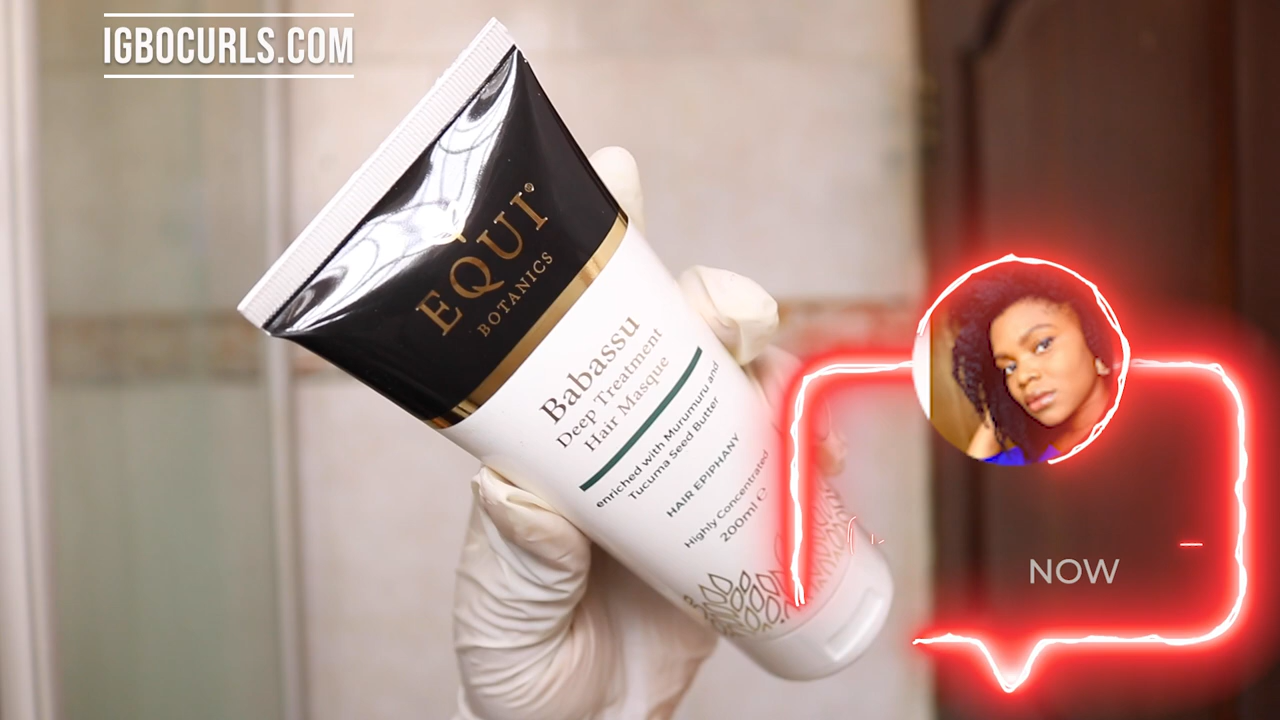 IGBOCURLS.COM
EQUI®
BOTANICS
Babassu
Deep Treatment
Hair Masque
enriched with Murumuru and
Tucuma Seed Butter
HAIR EPIPHANY
Highly Concentrated
200ml ℮
NOW